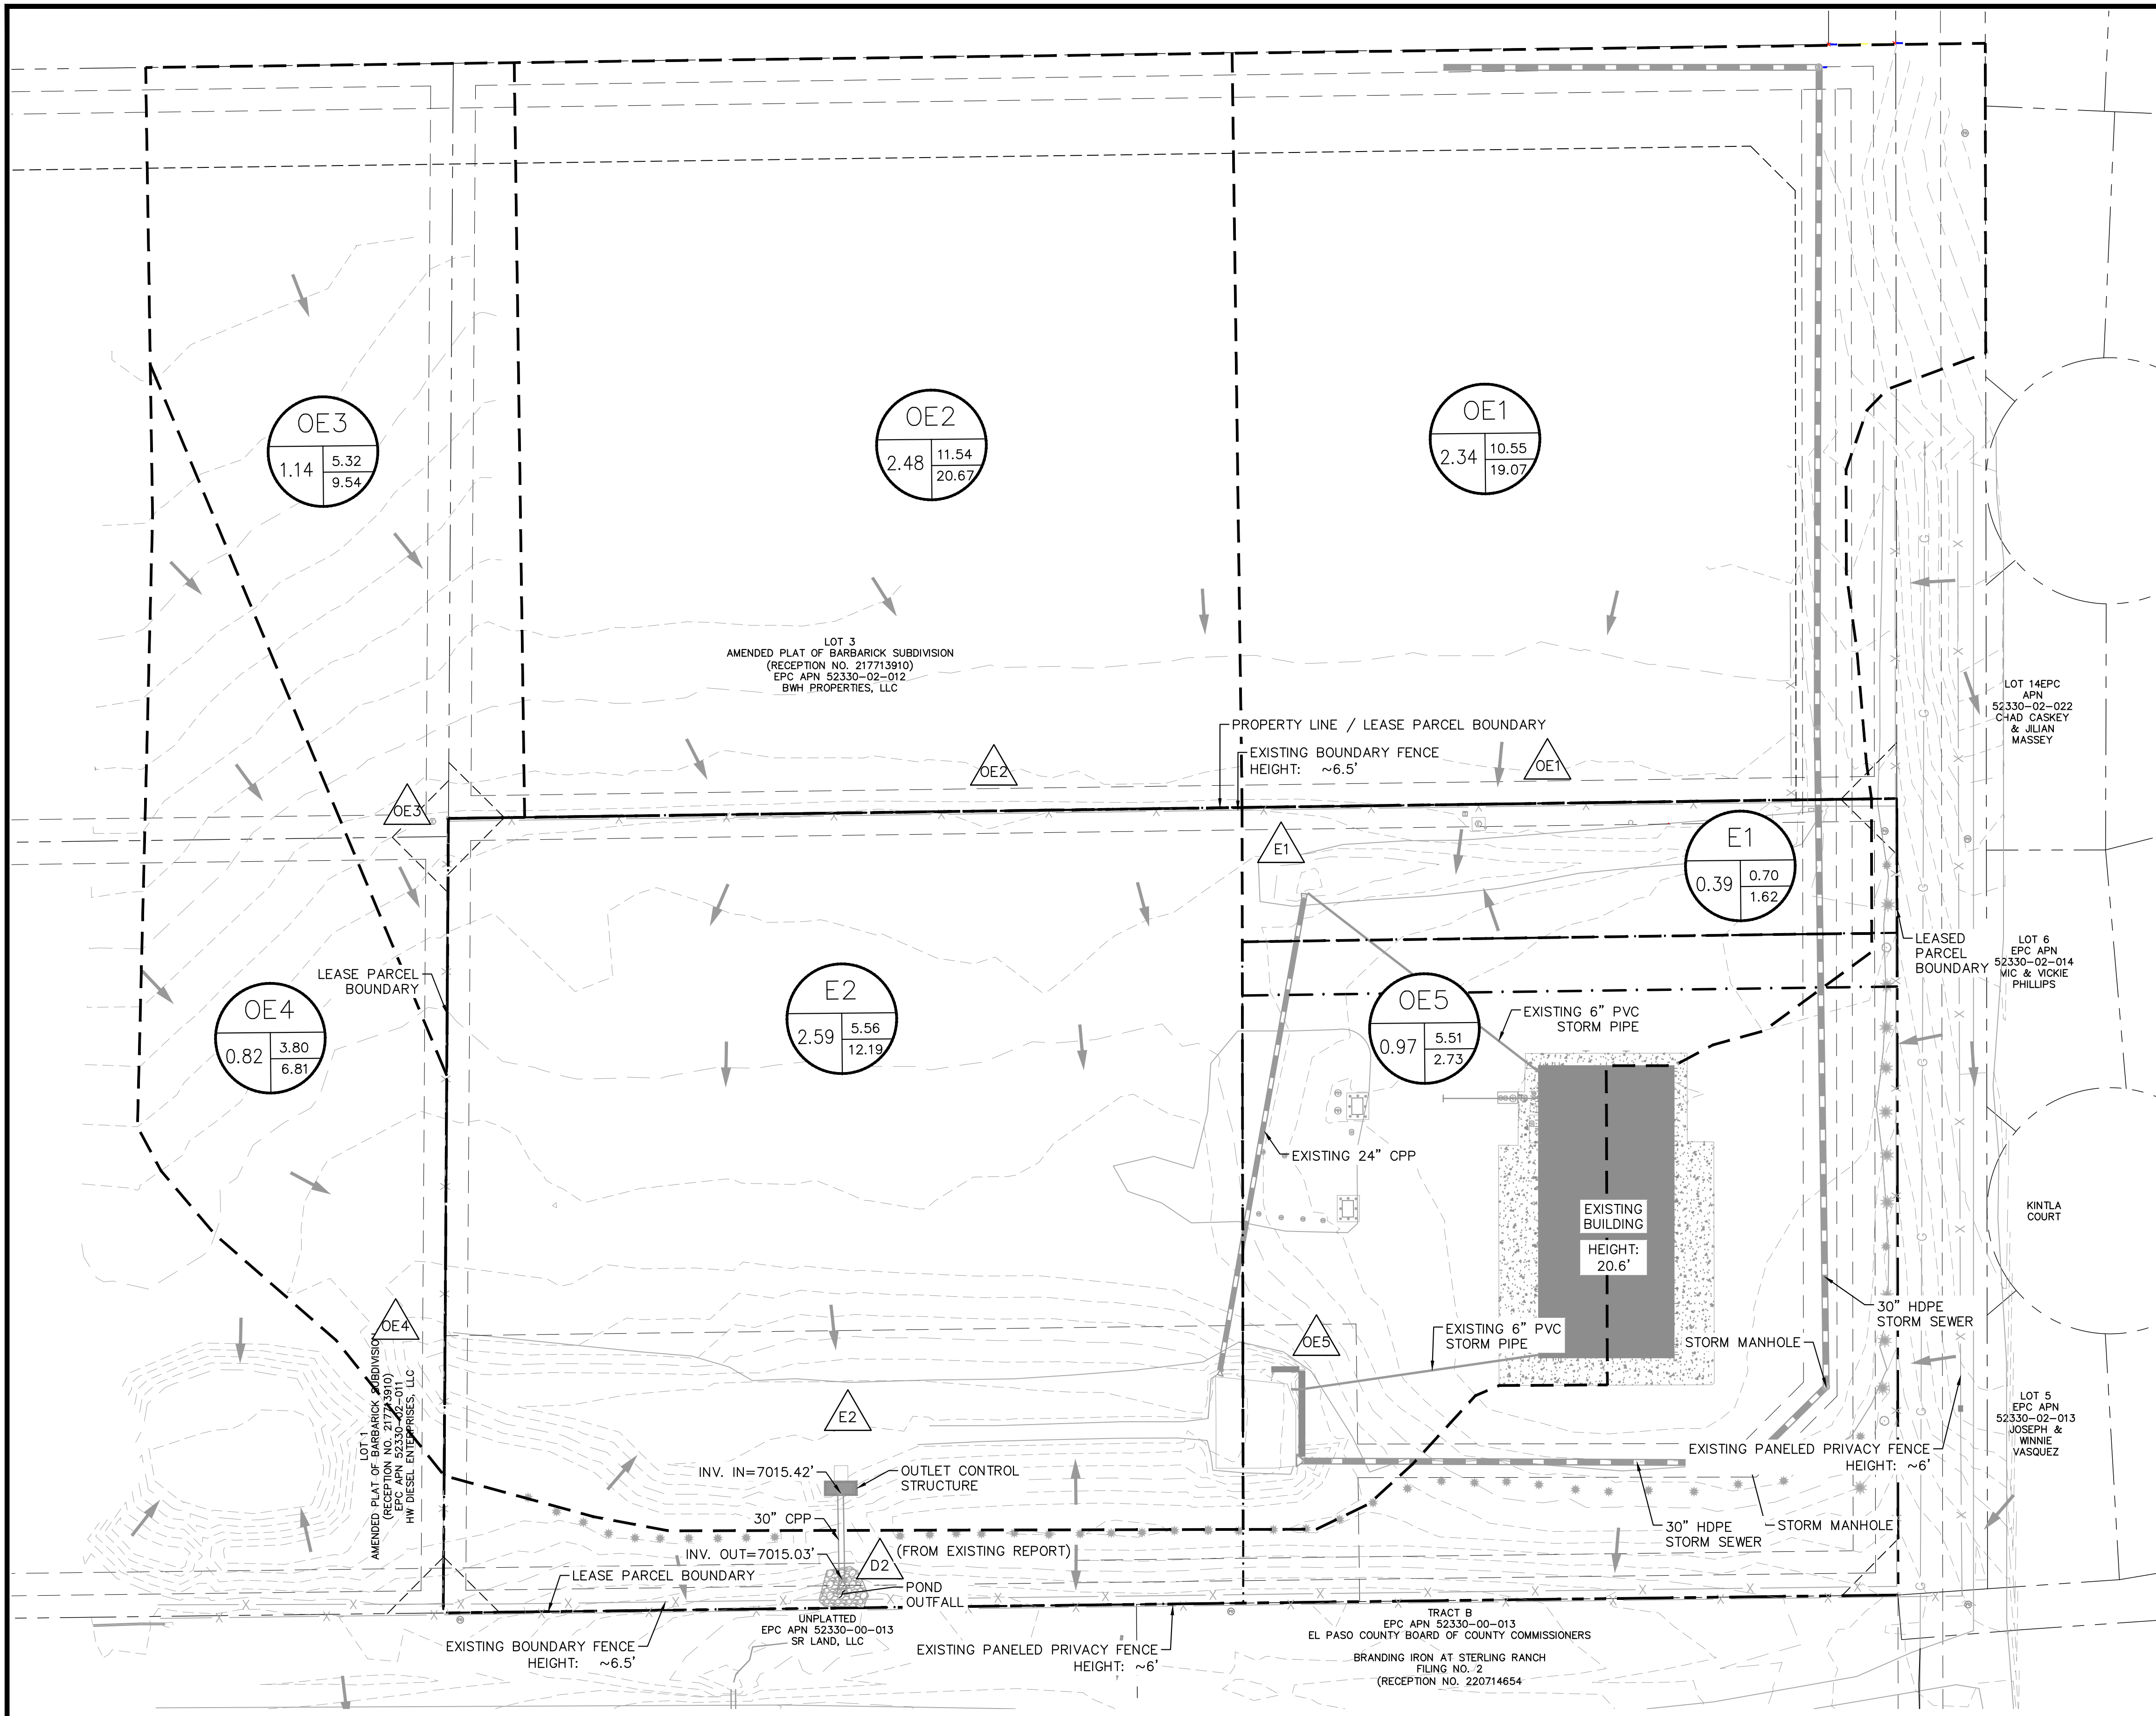 OE3
1.14
5.32
9.54
OE2
2.48
11.54
20.67
OE1
2.34
10.55
19.07
LOT 3
AMENDED PLAT OF BARBARICK SUBDIVISION
(RECEPTION NO. 217713910)
EPC APN 52330-02-012
BWH PROPERTIES, LLC
LOT 14EPC
APN
52330-02-022
CHAD CASKEY
& JILIAN
MASSEY
PROPERTY LINE / LEASE PARCEL BOUNDARY
EXISTING BOUNDARY FENCE
HEIGHT: ~6.5'
OE2
OE1
OE3
E1
E1
0.39
0.70
1.62
LEASED
PARCEL
BOUNDARY
LOT 6
EPC APN
52330-02-014
MIC & VICKIE
PHILLIPS
LEASE PARCEL
BOUNDARY
OE4
0.82
3.80
6.81
E2
2.59
5.56
12.19
OE5
0.97
5.51
2.73
EXISTING 6" PVC
STORM PIPE
EXISTING 24" CPP
EXISTING
BUILDING
HEIGHT:
20.6'
KINTLA
COURT
30" HDPE
STORM SEWER
OE4
OE5
EXISTING 6" PVC
STORM PIPE
STORM MANHOLE
LOT 1
AMENDED PLAT OF BARBARICK SUBDIVISION
(RECEPTION NO. 217713910)
EPC APN 52330-02-011
HW DIESEL ENTERPRISES, LLC
E2
LOT 5
EPC APN
52330-02-013
JOSEPH &
WINNIE
VASQUEZ
EXISTING PANELED PRIVACY FENCE
HEIGHT: ~6'
INV. IN=7015.42'
OUTLET CONTROL
STRUCTURE
30" CPP
30" HDPE
STORM SEWER
STORM MANHOLE
INV. OUT=7015.03'
D2
(FROM EXISTING REPORT)
LEASE PARCEL BOUNDARY
POND
OUTFALL
UNPLATTED
EPC APN 52330-00-013
SR LAND, LLC
EXISTING BOUNDARY FENCE
HEIGHT: ~6.5'
EXISTING PANELED PRIVACY FENCE
HEIGHT: ~6'
TRACT B
EPC APN 52330-00-013
EL PASO COUNTY BOARD OF COUNTY COMMISSIONERS
BRANDING IRON AT STERLING RANCH
FILING NO. 2
(RECEPTION NO. 220714654